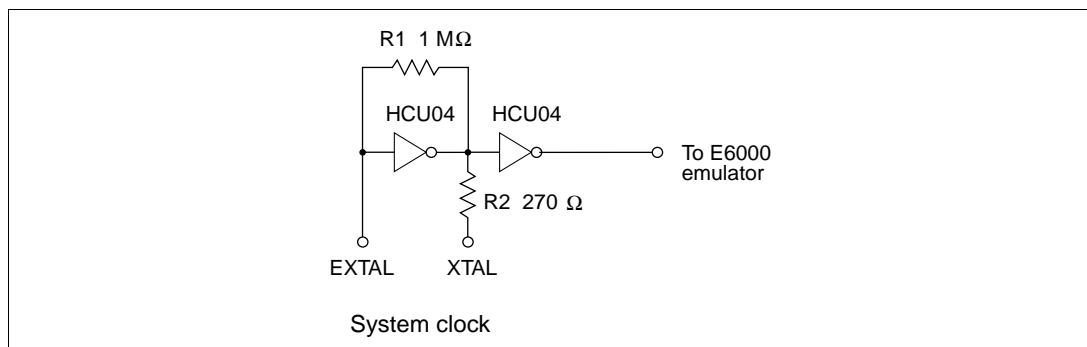 R1 1 MΩ
HCU04
HCU04
To E6000
emulator
R2 270 Ω
EXTAL
XTAL
System clock